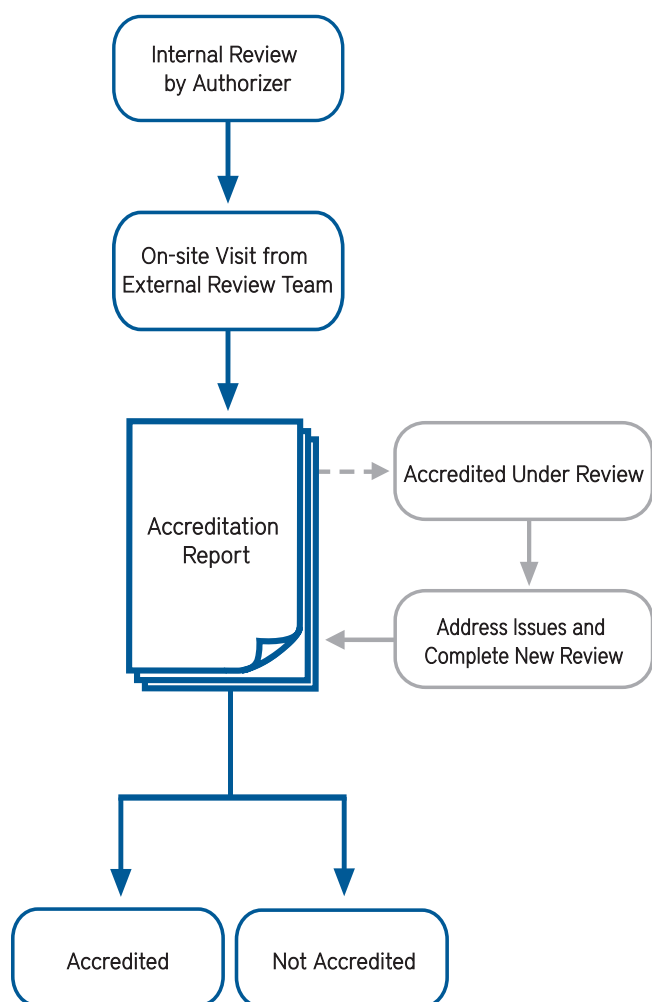 Internal Review
by Authorizer
On-site Visit from
External Review Team
Accreditation
Report
Accredited Under Review
Address Issues and
Complete New Review
Accredited
Not Accredited